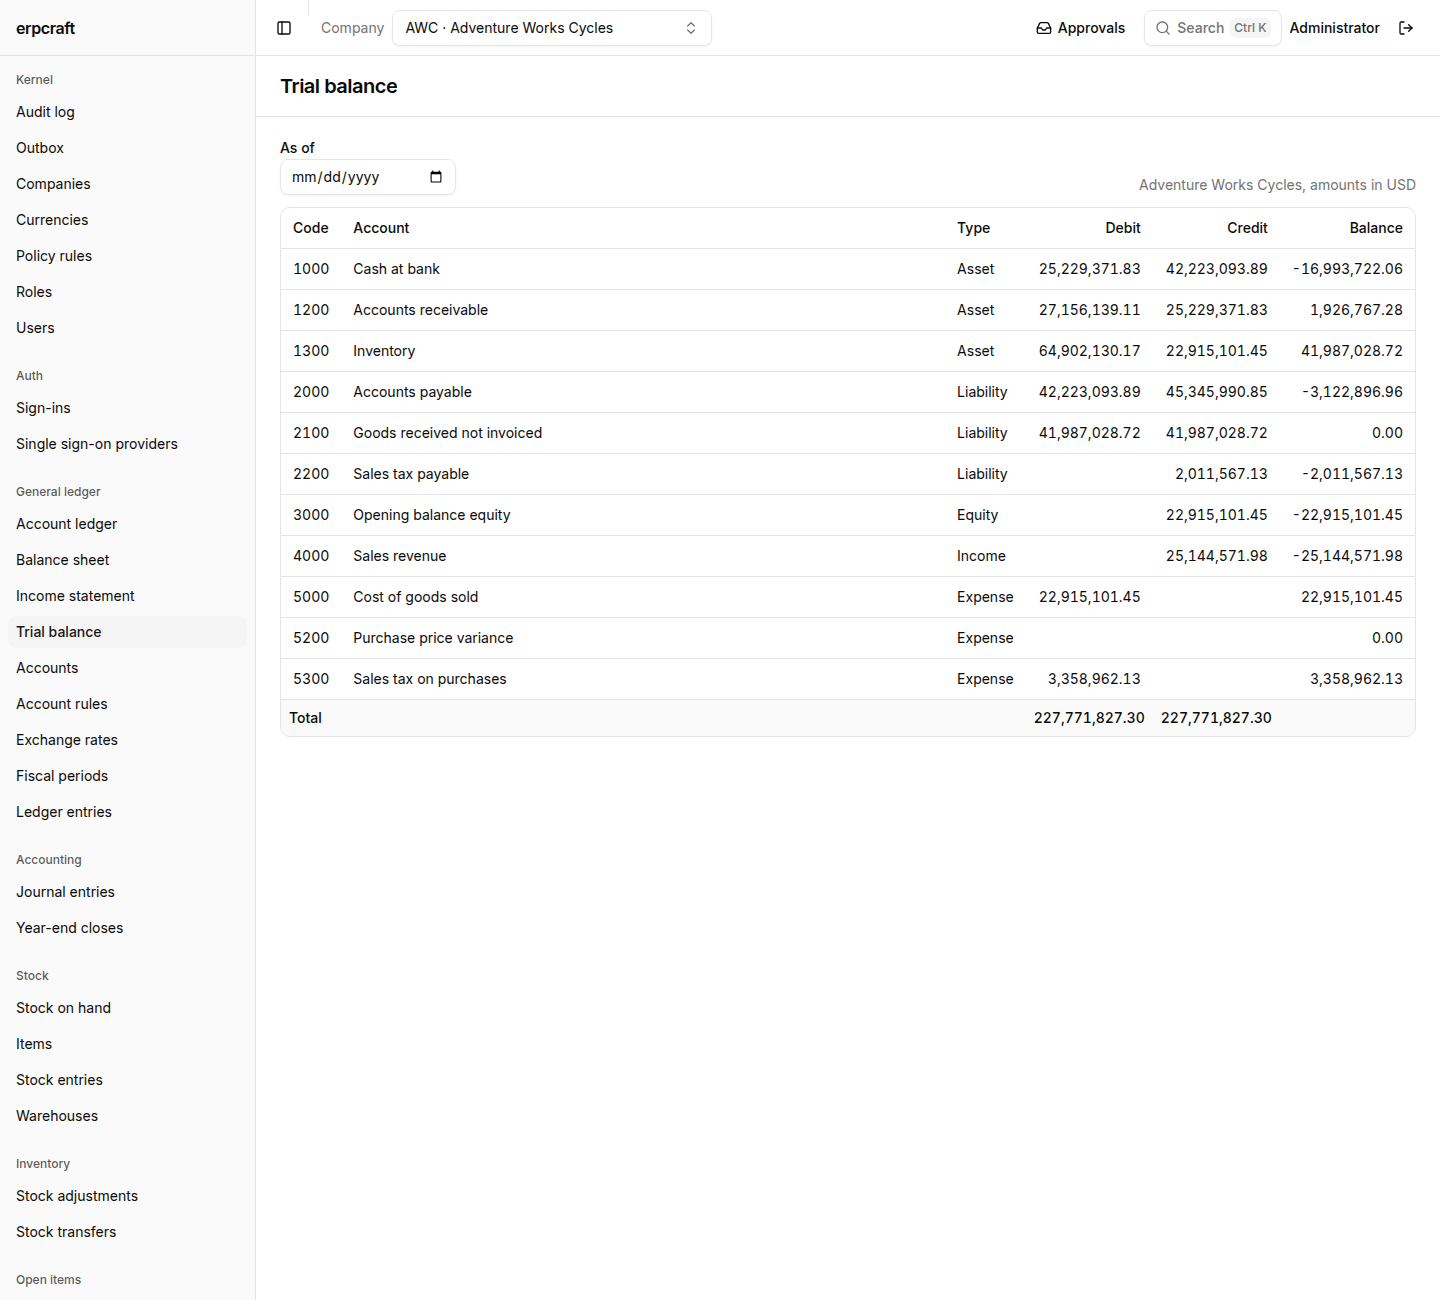 erpcraft
Company
AWC · Adventure Works Cycles
Approvals
Search Ctrl K
Administrator
Kernel
Audit log
Outbox
Companies
Currencies
Policy rules
Roles
Users
Auth
Sign-ins
Single sign-on providers
General ledger
Account ledger
Balance sheet
Income statement
Trial balance
Accounts
Account rules
Exchange rates
Fiscal periods
Ledger entries
Accounting
Journal entries
Year-end closes
Stock
Stock on hand
Items
Stock entries
Warehouses
Inventory
Stock adjustments
Stock transfers
Open items
Trial balance
As of
mm/dd/yyyy
Adventure Works Cycles, amounts in USD
Code Account Type Debit Credit Balance
1000 Cash at bank Asset 25,229,371.83 42,223,093.89 -16,993,722.06
1200 Accounts receivable Asset 27,156,139.11 25,229,371.83 1,926,767.28
1300 Inventory Asset 64,902,130.17 22,915,101.45 41,987,028.72
2000 Accounts payable Liability 42,223,093.89 45,345,990.85 -3,122,896.96
2100 Goods received not invoiced Liability 41,987,028.72 41,987,028.72 0.00
2200 Sales tax payable Liability 2,011,567.13 -2,011,567.13
3000 Opening balance equity Equity 22,915,101.45 -22,915,101.45
4000 Sales revenue Income 25,144,571.98 -25,144,571.98
5000 Cost of goods sold Expense 22,915,101.45 22,915,101.45
5200 Purchase price variance Expense 0.00
5300 Sales tax on purchases Expense 3,358,962.13 3,358,962.13
Total 227,771,827.30 227,771,827.30